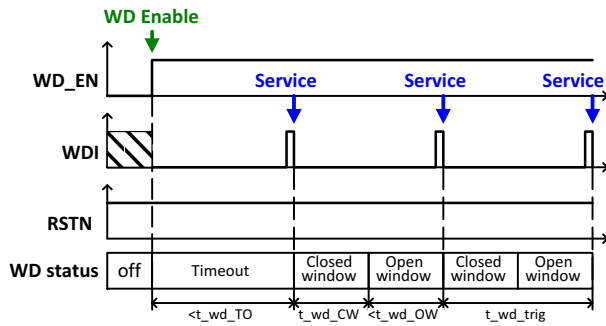 WD Enable
WD_EN
Service Service Service
WDI
RSTN
WD status off Timeout Closed window Open window Closed window Open window
<t_wd_TO t_wd_CW <t_wd_OW t_wd_trig